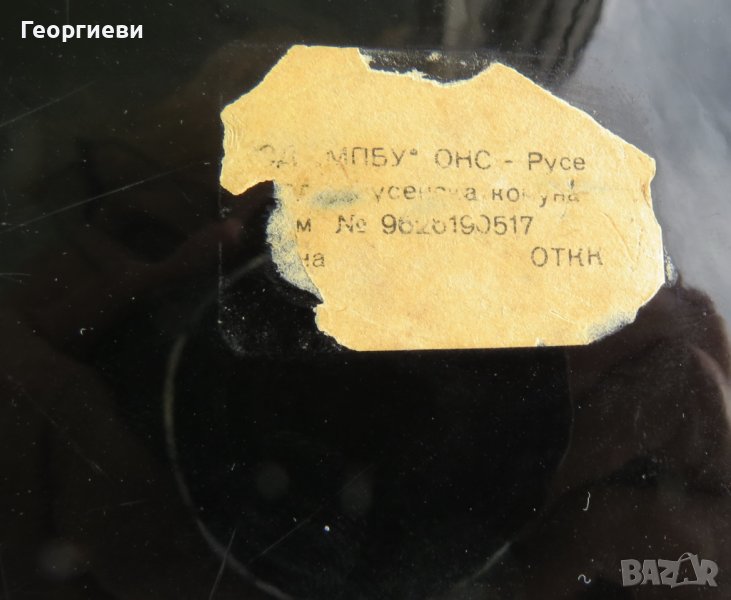 Георгиеви
"МПБУ" ОНС - Русе
м № 9626190517
на ОТКК
BAZAR